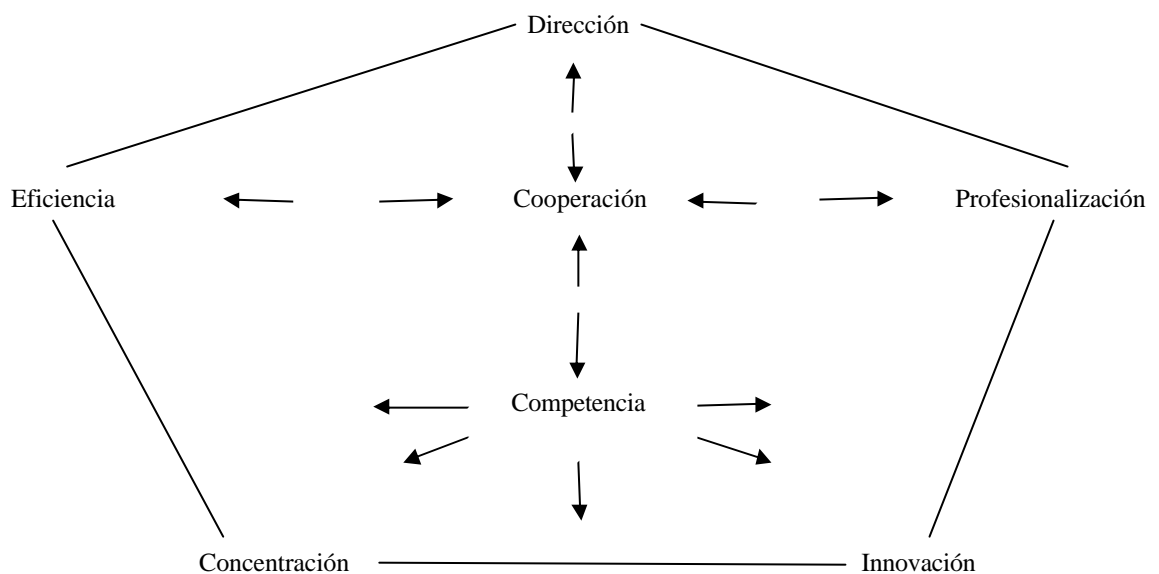 Dirección
Eficiencia
Cooperación
Profesionalización
Competencia
Concentración
Innovación